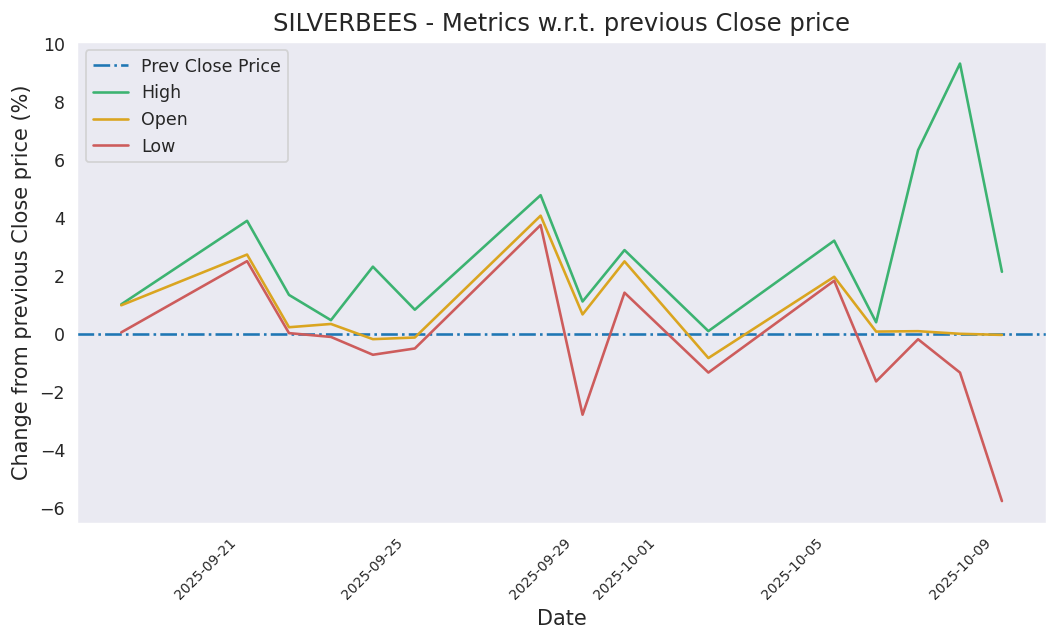 SILVERBEES - Metrics w.r.t. previous Close price
Prev Close Price
High
Open
Low
Change from previous Close price (%)
10
8
6
4
2
0
−2
−4
−6
2025-09-21
2025-09-25
2025-09-29
2025-10-01
2025-10-05
2025-10-09
Date